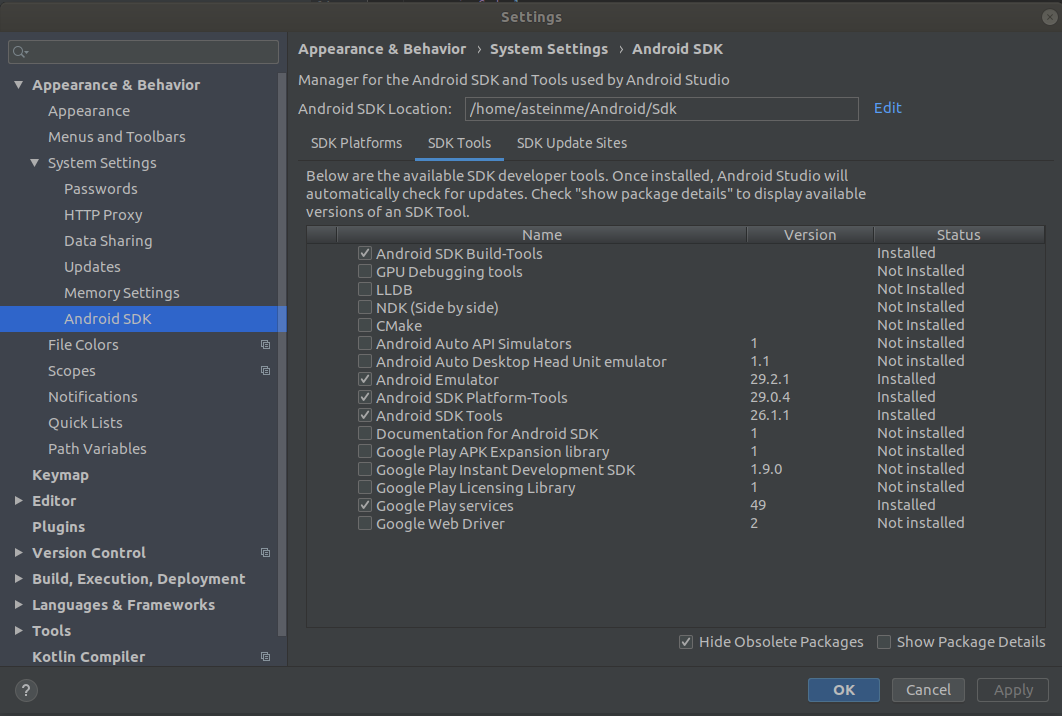 Settings
Appearance & Behavior › System Settings › Android SDK
Manager for the Android SDK and Tools used by Android Studio
Android SDK Location: /home/asteinme/Android/Sdk Edit
SDK Platforms SDK Tools SDK Update Sites
Below are the available SDK developer tools. Once installed, Android Studio will
automatically check for updates. Check "show package details" to display available
versions of an SDK Tool.
Name Version Status
Android SDK Build-Tools Installed
GPU Debugging tools Not Installed
LLDB Not Installed
NDK (Side by side) Not Installed
CMake Not Installed
Android Auto API Simulators 1 Not installed
Android Auto Desktop Head Unit emulator 1.1 Not installed
Android Emulator 29.2.1 Installed
Android SDK Platform-Tools 29.0.4 Installed
Android SDK Tools 26.1.1 Installed
Documentation for Android SDK 1 Not installed
Google Play APK Expansion library 1 Not installed
Google Play Instant Development SDK 1.9.0 Not installed
Google Play Licensing Library 1 Not installed
Google Play services 49 Installed
Google Web Driver 2 Not installed
Hide Obsolete Packages Show Package Details
Appearance & Behavior
Appearance
Menus and Toolbars
System Settings
Passwords
HTTP Proxy
Data Sharing
Updates
Memory Settings
Android SDK
File Colors
Scopes
Notifications
Quick Lists
Path Variables
Keymap
Editor
Plugins
Version Control
Build, Execution, Deployment
Languages & Frameworks
Tools
Kotlin Compiler
? OK Cancel Apply